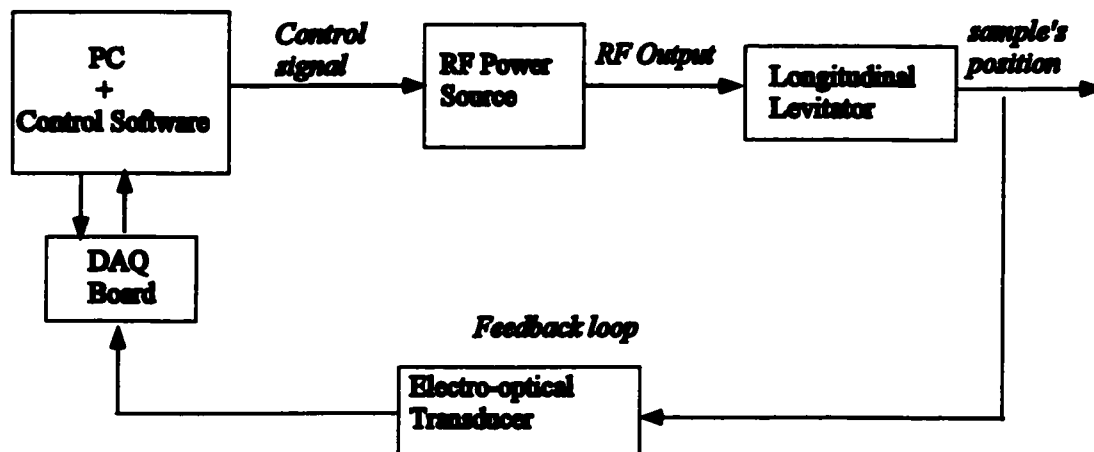 PC
+
Control Software
Control
signal
RF Power
Source
RF Output
Longitudinal
Levitator
sample's
position
DAQ
Board
Feedback loop
Electro-optical
Transducer